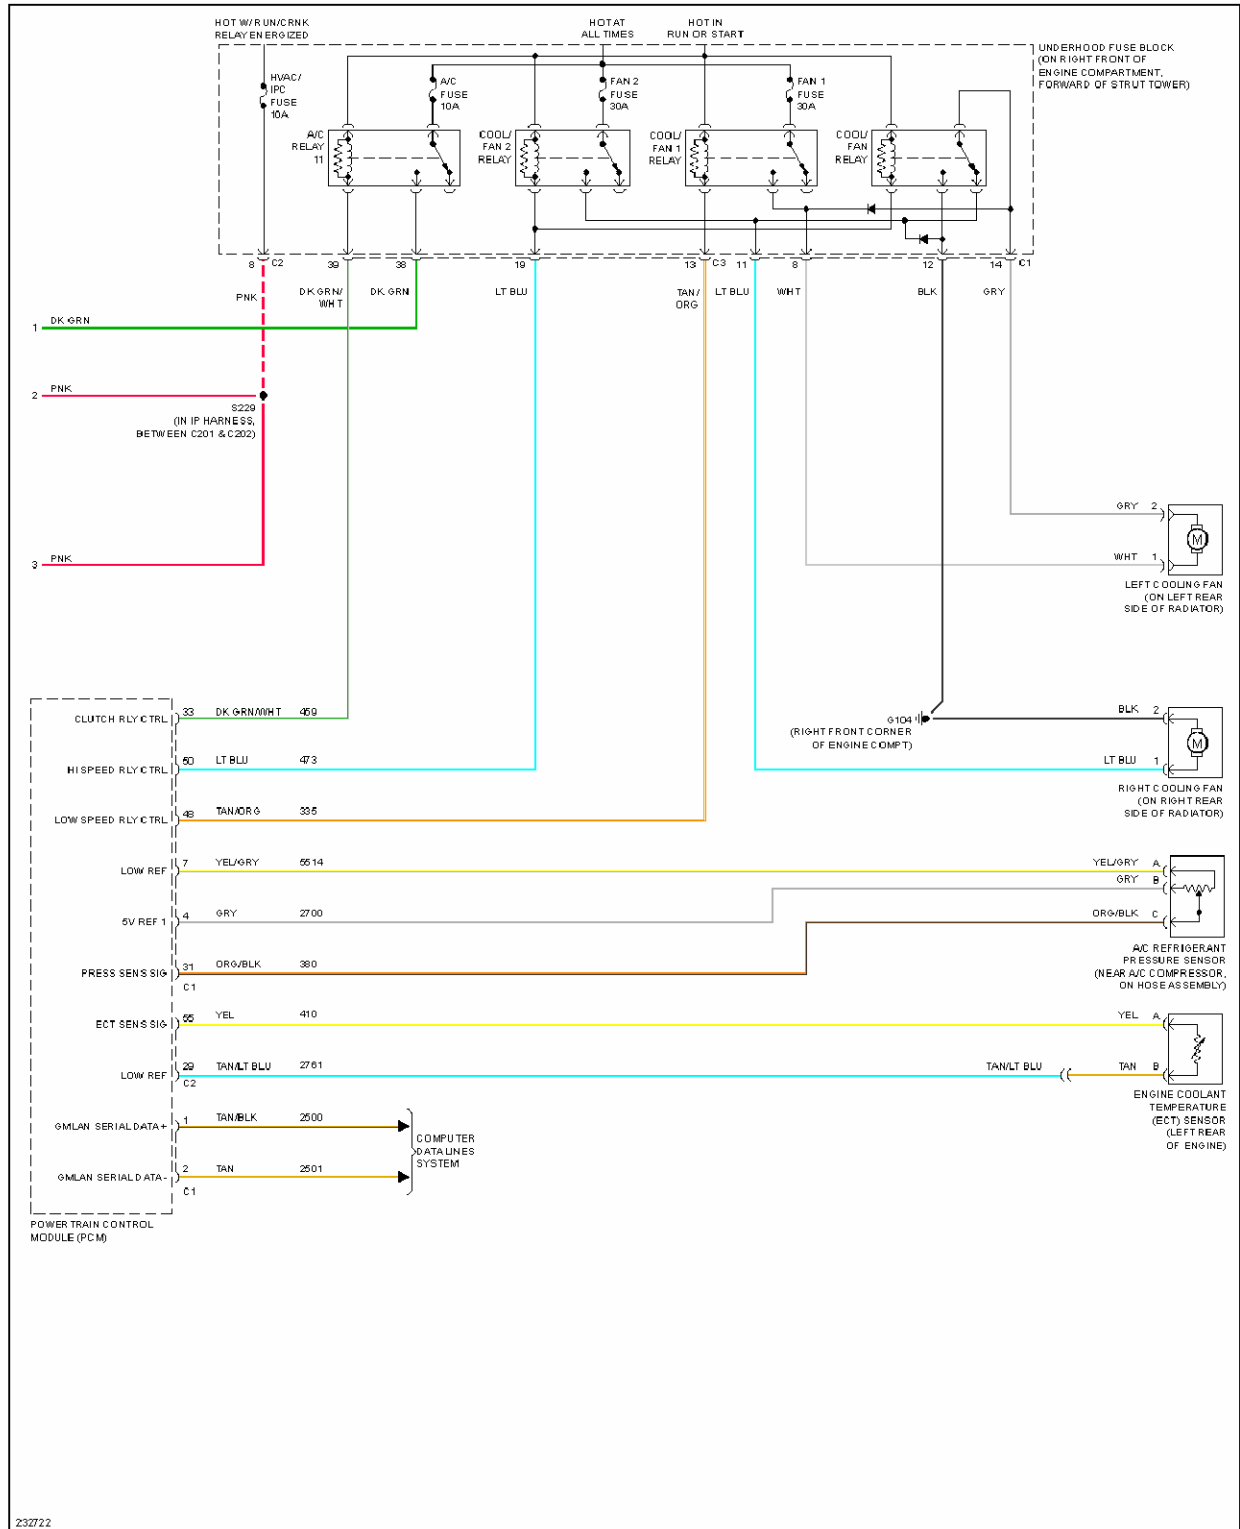 HOT W/RUN/CRNK
RELAY ENERGIZED
HOT AT
ALL TIMES
HOT IN
RUN OR START
UNDERHOOD FUSE BLOCK
(ON RIGHT FRONT OF
ENGINE COMPARTMENT,
FORWARD OF STRUT TOWER)
HVAC/
IPC
FUSE
10A
A/C
FUSE
10A
FAN 2
FUSE
30A
FAN 1
FUSE
30A
A/C
RELAY
11
COOL/
FAN 2
RELAY
COOL/
FAN 1
RELAY
COOL/
FAN
RELAY
8 C2 39 38 19 13 C3 11 8 12 14 C1
PNK
DK GRN/
WHT
DK GRN
LT BLU
TAN/
ORG
LT BLU
WHT
BLK
GRY
1 DK GRN
2 PNK
S229
(IN IP HARNESS,
BETWEEN C201 & C202)
3 PNK
GRY 2
WHT 1
LEFT COOLING FAN
(ON LEFT REAR
SIDE OF RADIATOR)
M
CLUTCH RLY CTRL 33 DK GRN/WHT 459
G104
(RIGHT FRONT CORNER
OF ENGINE COMPT)
BLK 2
M
HI SPEED RLY CTRL 50 LT BLU 473
LT BLU 1
RIGHT COOLING FAN
(ON RIGHT REAR
SIDE OF RADIATOR)
LOW SPEED RLY CTRL 48 TAN/ORG 335
LOW REF 7 YEL/GRY 5514
YEL/GRY A
GRY B
5V REF 1 4 GRY 2700
ORG/BLK C
A/C REFRIGERANT
PRESSURE SENSOR
(NEAR A/C COMPRESSOR,
ON HOSE ASSEMBLY)
PRESS SENS SIG 31 ORG/BLK 380
C1
ECT SENS SIG 55 YEL 410
YEL A
LOW REF 29 TAN/LT BLU 2761
C2
TAN/LT BLU TAN B
ENGINE COOLANT
TEMPERATURE
(ECT) SENSOR
(LEFT REAR
OF ENGINE)
GMLAN SERIAL DATA+ 1 TAN/BLK 2500
COMPUTER
DATA LINES
SYSTEM
GMLAN SERIAL DATA- 2 TAN 2501
C1
POWERTRAIN CONTROL
MODULE (PCM)
232722